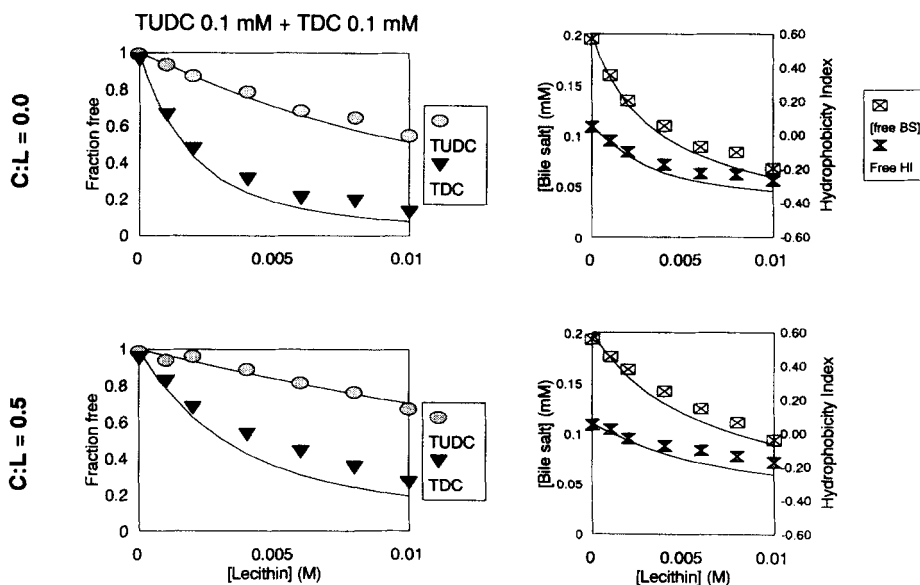 TUDC 0.1 mM + TDC 0.1 mM
C:L = 0.0
Fraction free
1
0.8
0.6
0.4
0.2
0
0
0.005
0.01
TUDC
TDC
[Bile salt] (mM)
0.2
0.15
0.1
0.05
0
0
0.005
0.01
0.60
0.40
0.20
0.00
-0.20
-0.40
-0.60
Hydrophobicity Index
[free BS]
Free HI
C:L = 0.5
Fraction free
1
0.8
0.6
0.4
0.2
0
0
0.005
0.01
[Lecithin] (M)
TUDC
TDC
[Bile salt] (mM)
0.2
0.15
0.1
0.05
0
0
0.005
0.01
[Lecithin] (M)
0.60
0.40
0.20
0.00
-0.20
-0.40
-0.60
Hydrophobicity Index